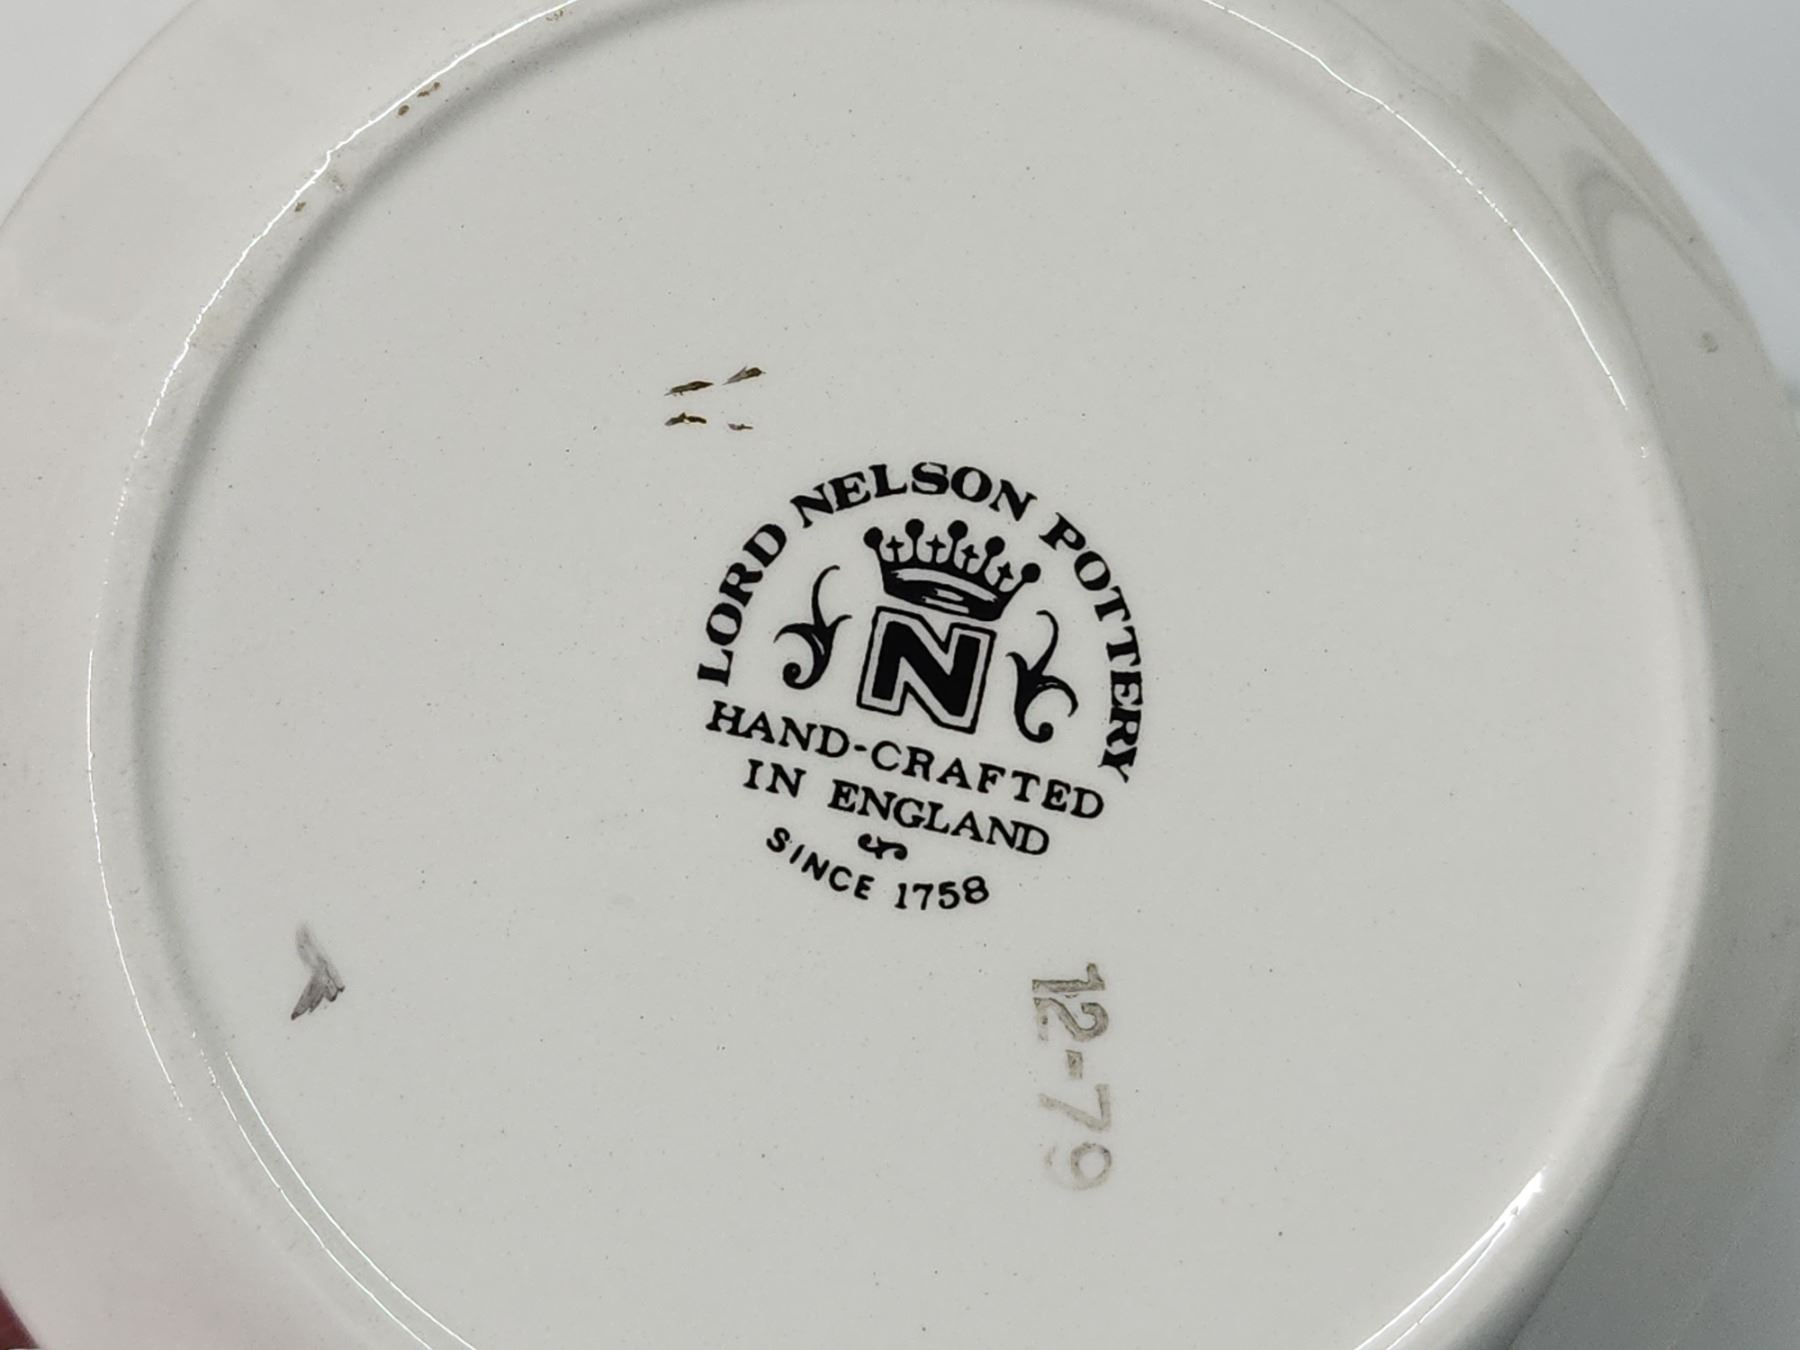 LORD NELSON POTTERY
N
HAND-CRAFTED
IN ENGLAND
SINCE 1758
12-79